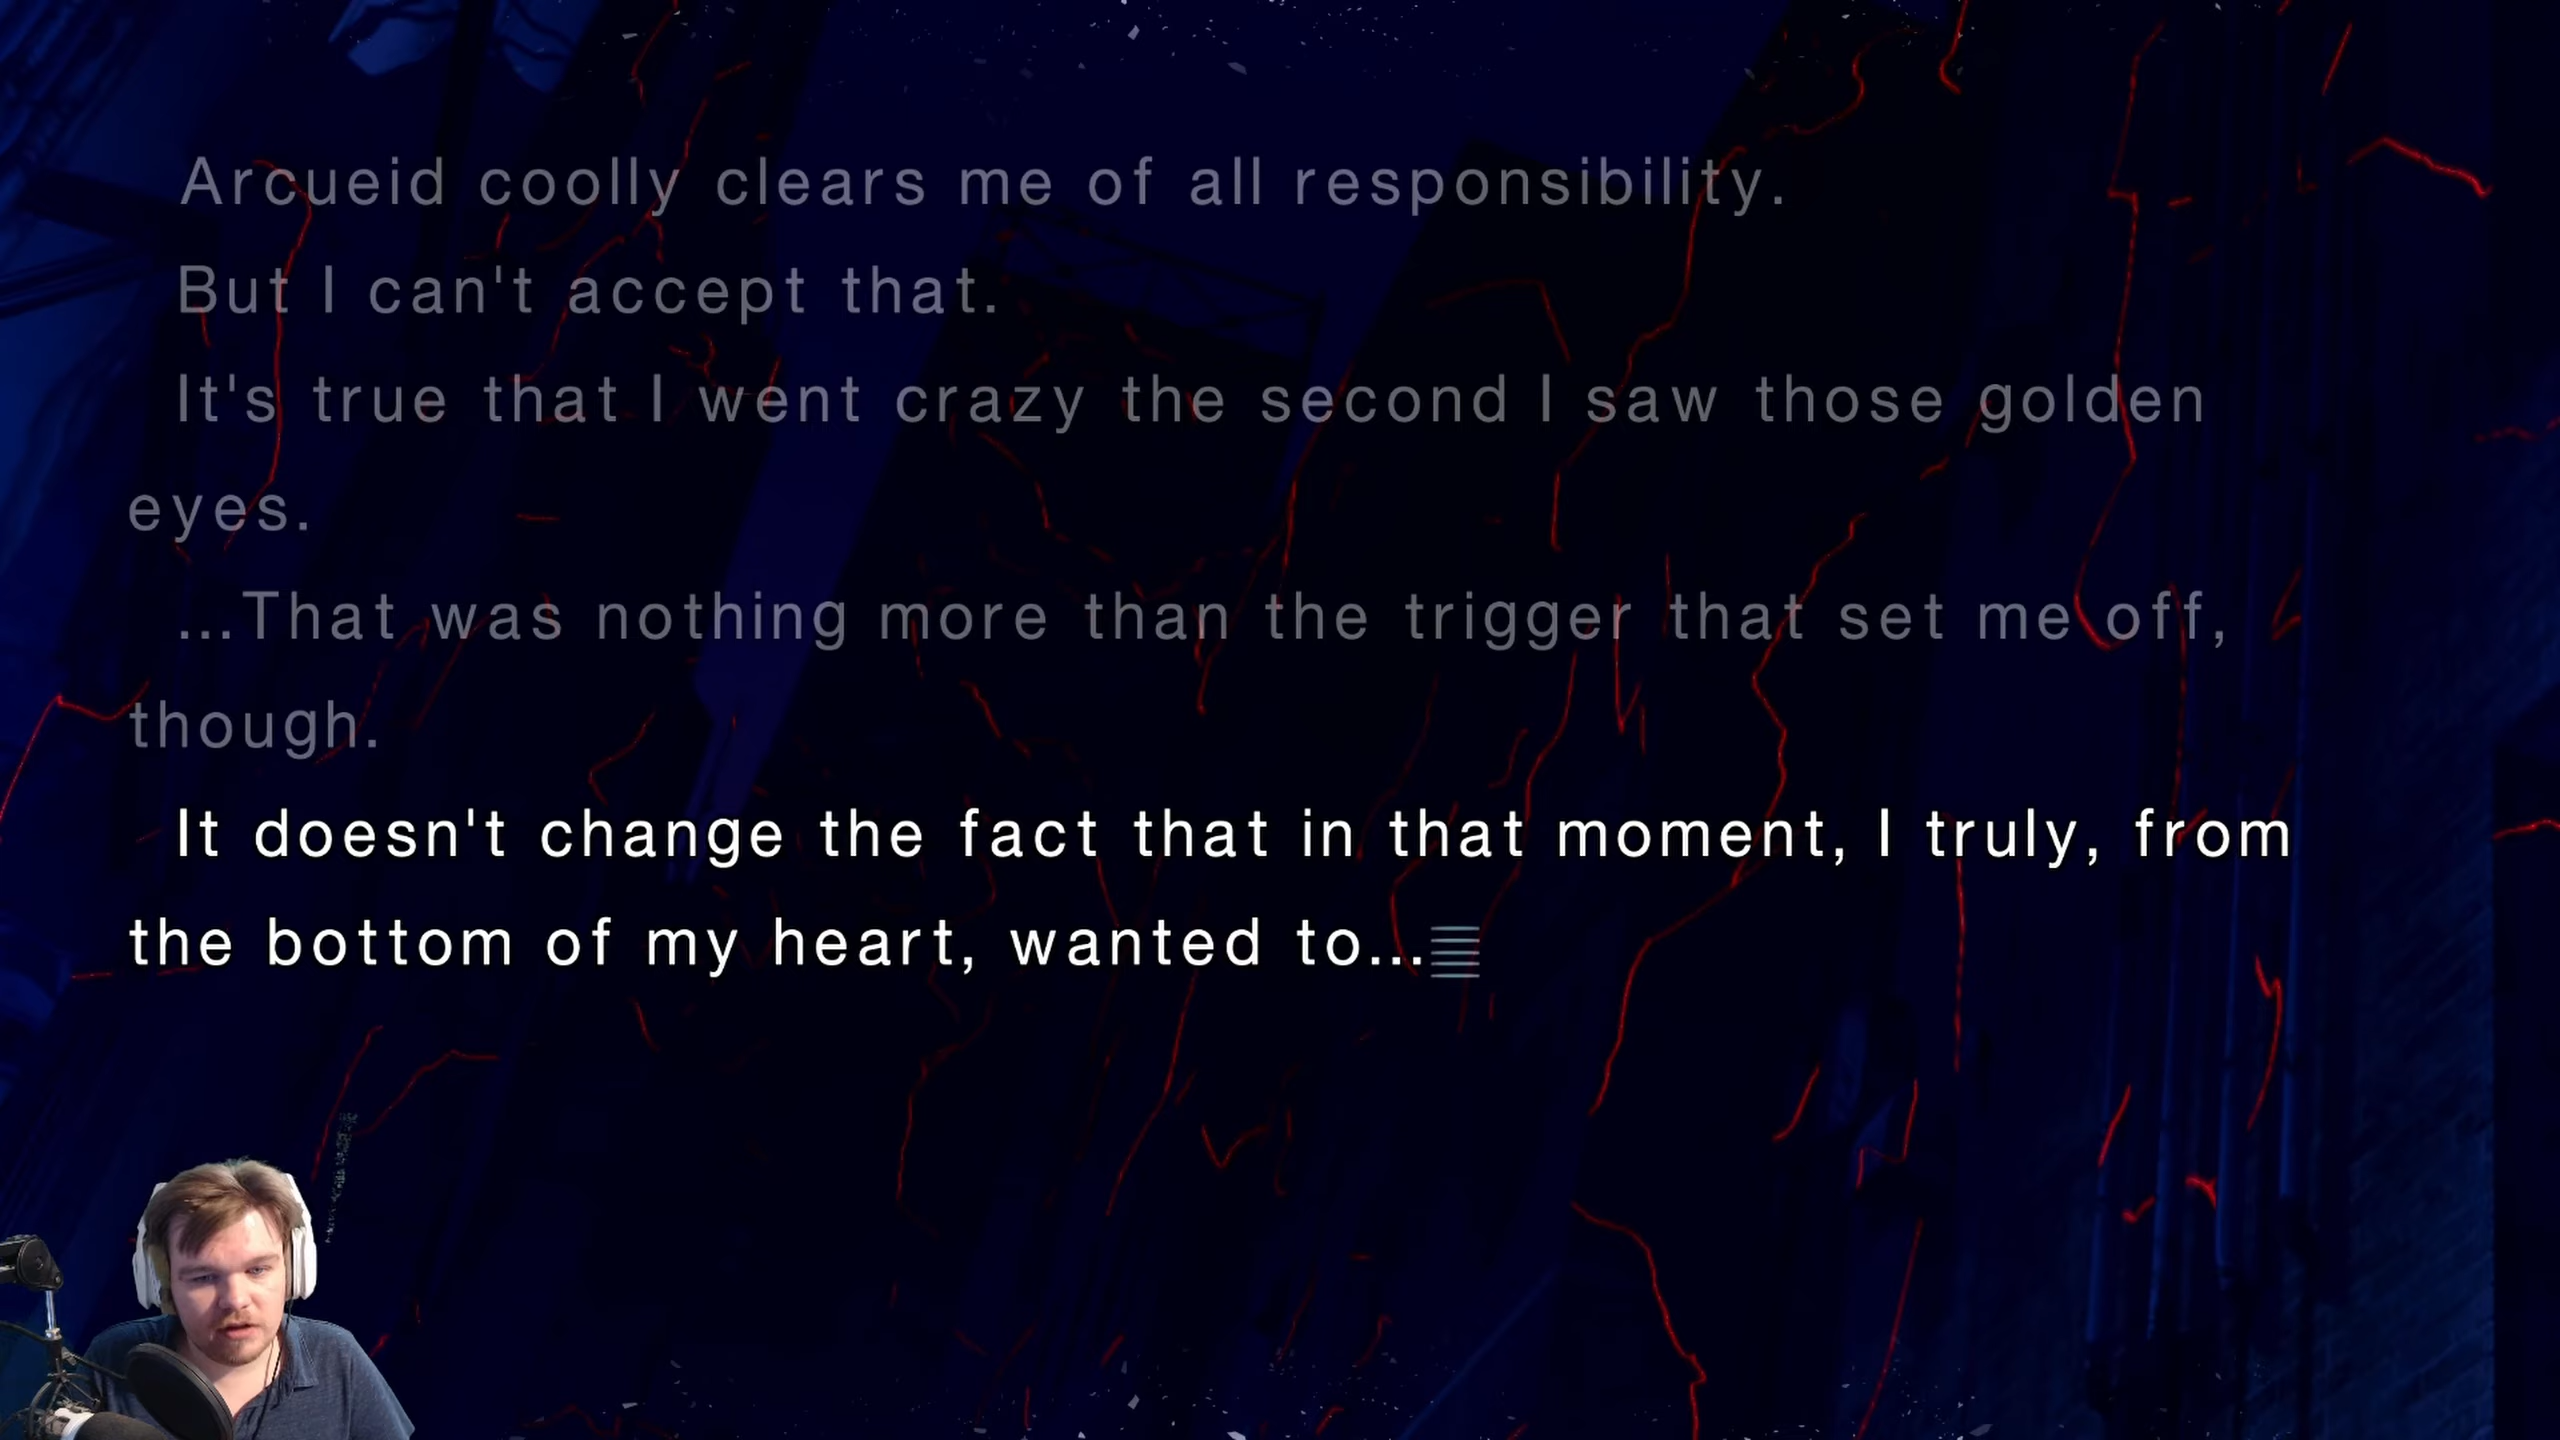 Arcueid coolly clears me of all responsibility.
But I can't accept that.
It's true that I went crazy the second I saw those golden
eyes.
...That was nothing more than the trigger that set me off,
though.
It doesn't change the fact that in that moment, I truly, from
the bottom of my heart, wanted to...